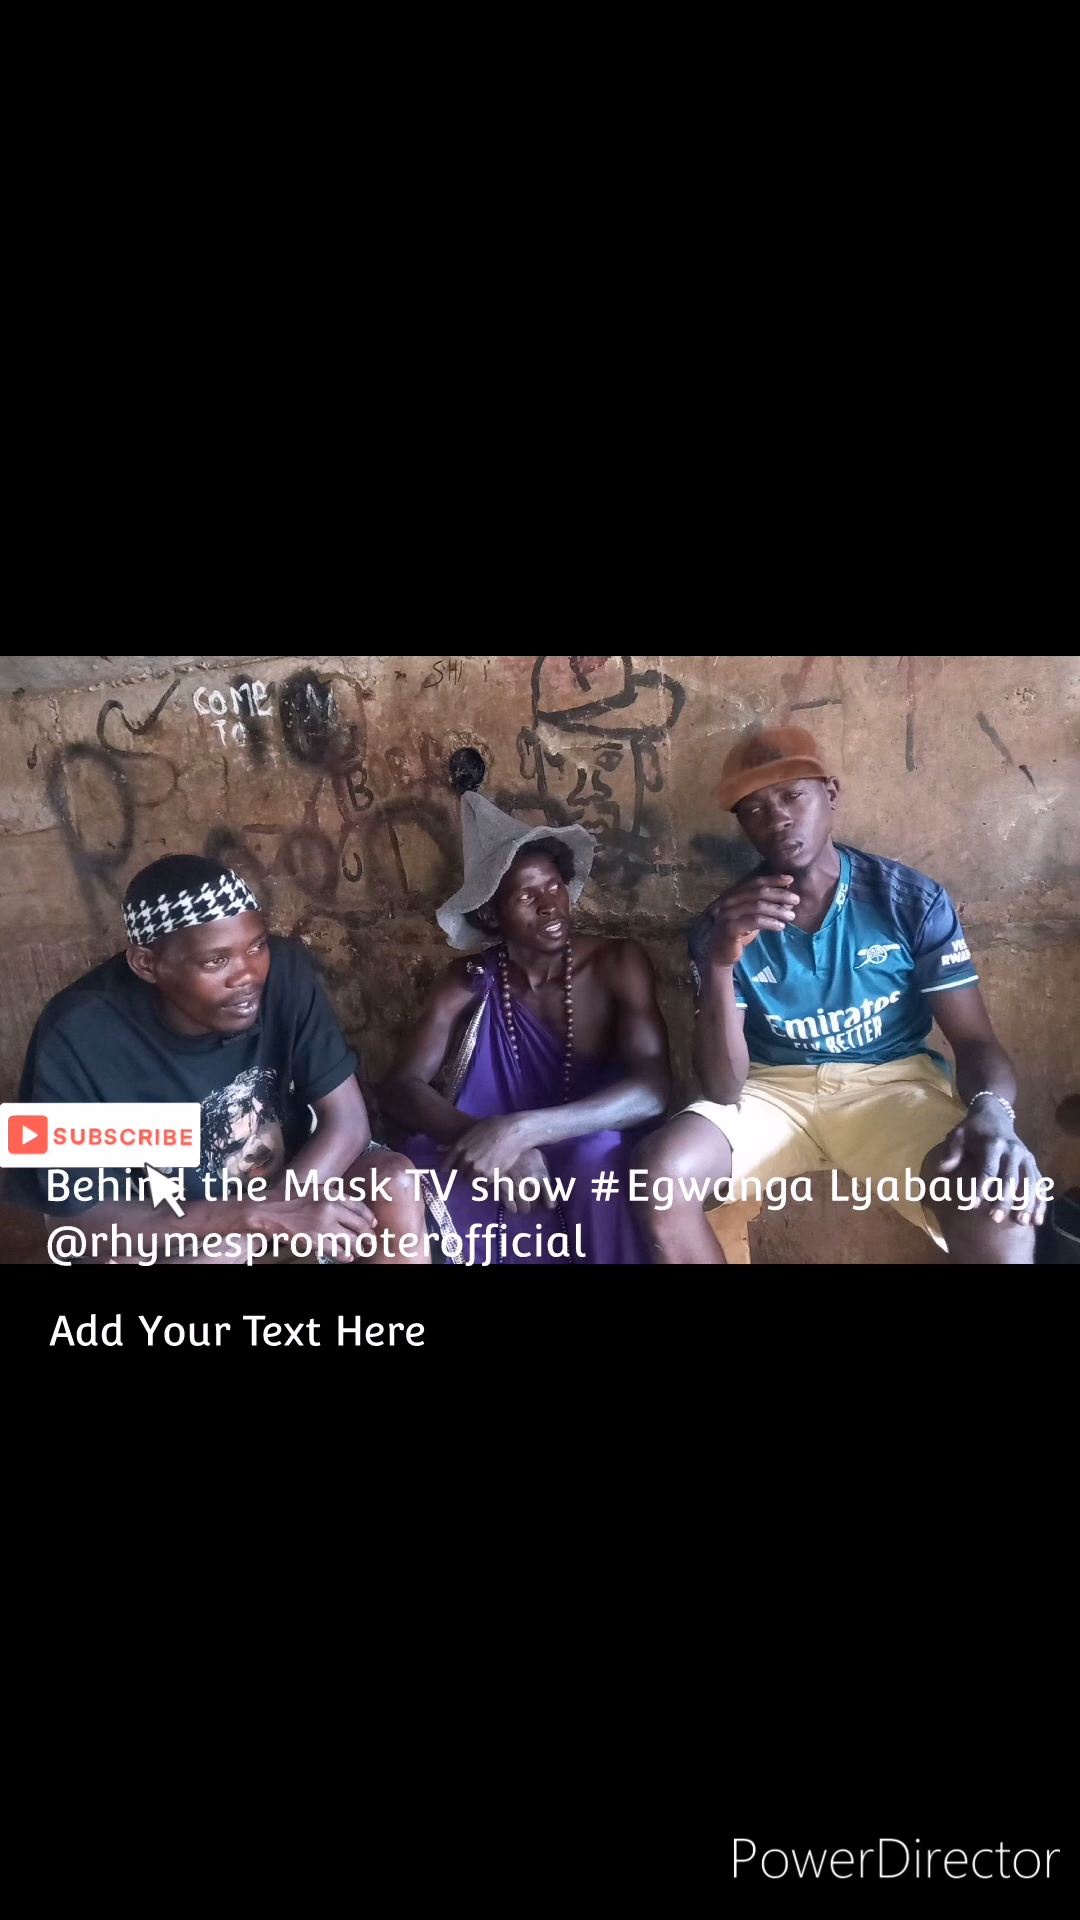 SHI
COME
TO
Emirates
FLY BETTER
SUBSCRIBE
Behind the Mask TV show #Egwanga Lyabayaye
@rhymespromoterofficial
Add Your Text Here
PowerDirector